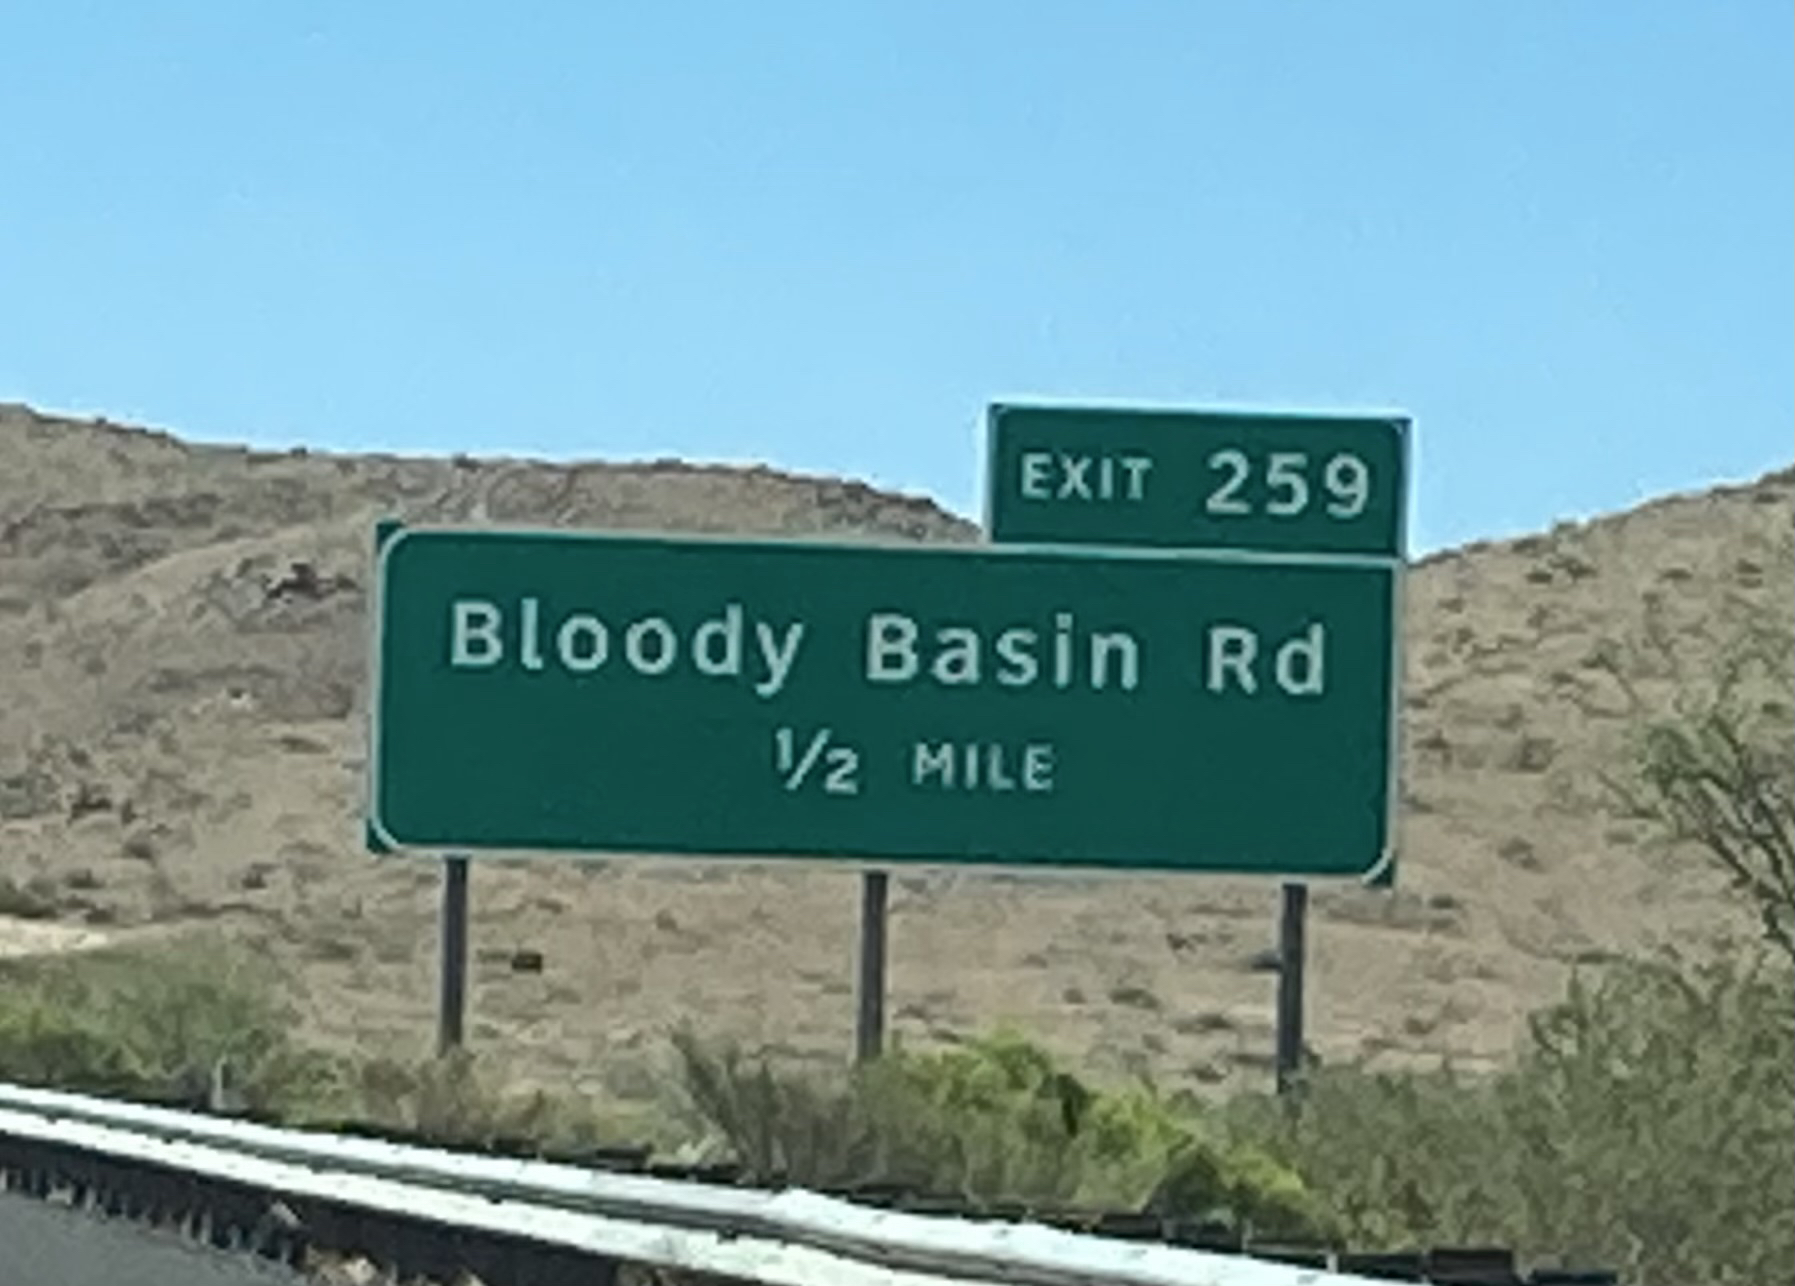 EXIT 259
Bloody Basin Rd
½ MILE